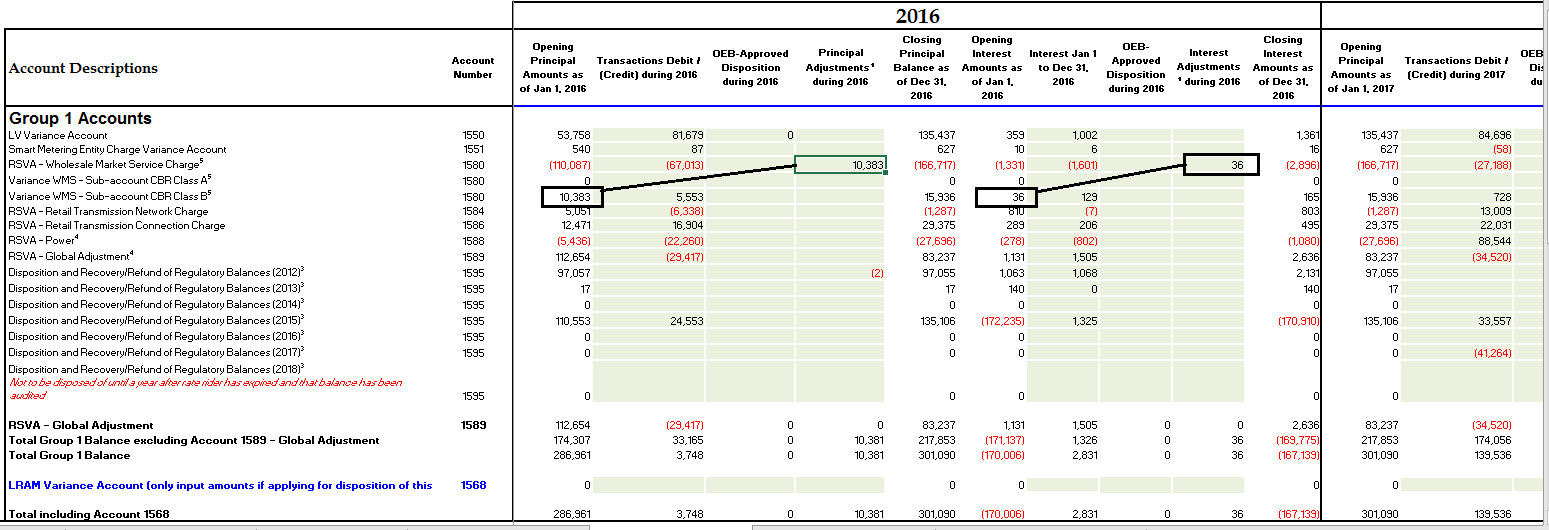 2016
Account Descriptions Account Number Opening Principal Amounts as of Jan 1, 2016 Transactions Debit / (Credit) during 2016 OEB-Approved Disposition during 2016 Principal Adjustments¹ during 2016 Closing Principal Balance as of Dec 31, 2016 Opening Interest Amounts as of Jan 1, 2016 Interest Jan 1 to Dec 31, 2016 OEB-Approved Disposition during 2016 Interest Adjustments¹ during 2016 Closing Interest Amounts as of Dec 31, 2016 Opening Principal Amounts as of Jan 1, 2017 Transactions Debit / (Credit) during 2017 OEB
Group 1 Accounts
LV Variance Account 1550 53,758 81,679 0 135,437 359 1,002 1,361 135,437 84,696
Smart Metering Entity Charge Variance Account 1551 540 87 627 10 6 16 627 (58)
RSVA - Wholesale Market Service Charge⁵ 1580 (110,087) (67,013) 10,383 (166,717) (1,331) (1,601) 36 (2,896) (166,717) (27,188)
Variance WMS - Sub-account CBR Class A⁵ 1580 0 0 0 0 0
Variance WMS - Sub-account CBR Class B⁵ 1580 10,383 5,553 15,936 36 129 165 15,936 728
RSVA - Retail Transmission Network Charge 1584 5,051 (6,338) (1,287) 810 (7) 803 (1,287) 13,009
RSVA - Retail Transmission Connection Charge 1586 12,471 16,904 29,375 289 206 495 29,375 22,031
RSVA - Power⁴ 1588 (5,436) (22,260) (27,696) (278) (802) (1,080) (27,696) 88,544
RSVA - Global Adjustment⁴ 1589 112,654 (29,417) 83,237 1,131 1,505 2,636 83,237 (34,520)
Disposition and Recovery/Refund of Regulatory Balances (2012)³ 1595 97,057 (2) 97,055 1,063 1,068 2,131 97,055
Disposition and Recovery/Refund of Regulatory Balances (2013)³ 1595 17 17 140 0 140 17
Disposition and Recovery/Refund of Regulatory Balances (2014)³ 1595 0 0 0 0 0
Disposition and Recovery/Refund of Regulatory Balances (2015)³ 1595 110,553 24,553 135,106 (172,235) 1,325 (170,910) 135,106 33,557
Disposition and Recovery/Refund of Regulatory Balances (2016)³ 1595 0 0 0 0 0
Disposition and Recovery/Refund of Regulatory Balances (2017)³ 1595 0 0 0 0 0 (41,264)
Disposition and Recovery/Refund of Regulatory Balances (2018)³
Not to be disposed of until a year after rate rider has expired and that balance has been
audited 1595 0 0 0 0 0
RSVA - Global Adjustment 1589 112,654 (29,417) 0 0 83,237 1,131 1,505 0 0 2,636 83,237 (34,520)
Total Group 1 Balance excluding Account 1589 - Global Adjustment 174,307 33,165 0 10,381 217,853 (171,137) 1,326 0 36 (169,775) 217,853 174,056
Total Group 1 Balance 286,961 3,748 0 10,381 301,090 (170,006) 2,831 0 36 (167,139) 301,090 139,536
LRAM Variance Account (only input amounts if applying for disposition of this 1568 0 0 0 0 0
Total including Account 1568 286,961 3,748 0 10,381 301,090 (170,006) 2,831 0 36 (167,139) 301,090 139,536